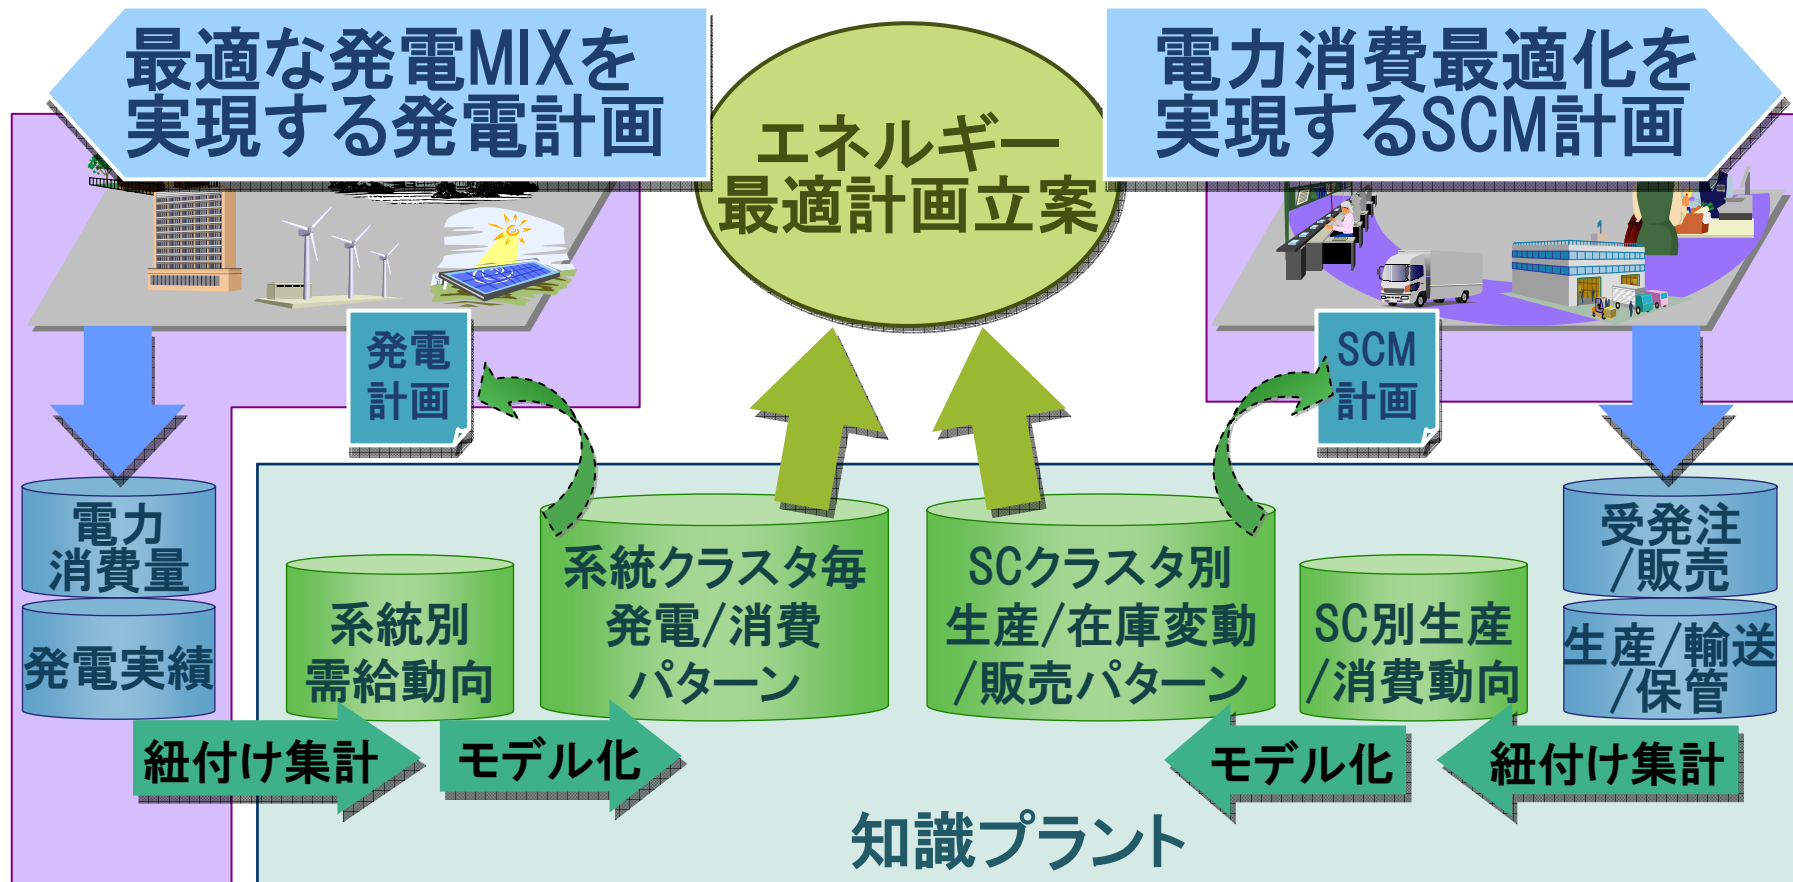 最適な発電MIXを
実現する発電計画
エネルギー
最適計画立案
電力消費最適化を
実現するSCM計画
発電
計画
SCM
計画
電力
消費量
発電実績
系統別
需給動向
系統クラスタ毎
発電/消費
パターン
SCクラスタ別
生産/在庫変動
/販売パターン
SC別生産
/消費動向
受発注
/販売
生産/輸送
/保管
紐付け集計
モデル化
モデル化
紐付け集計
知識プラント